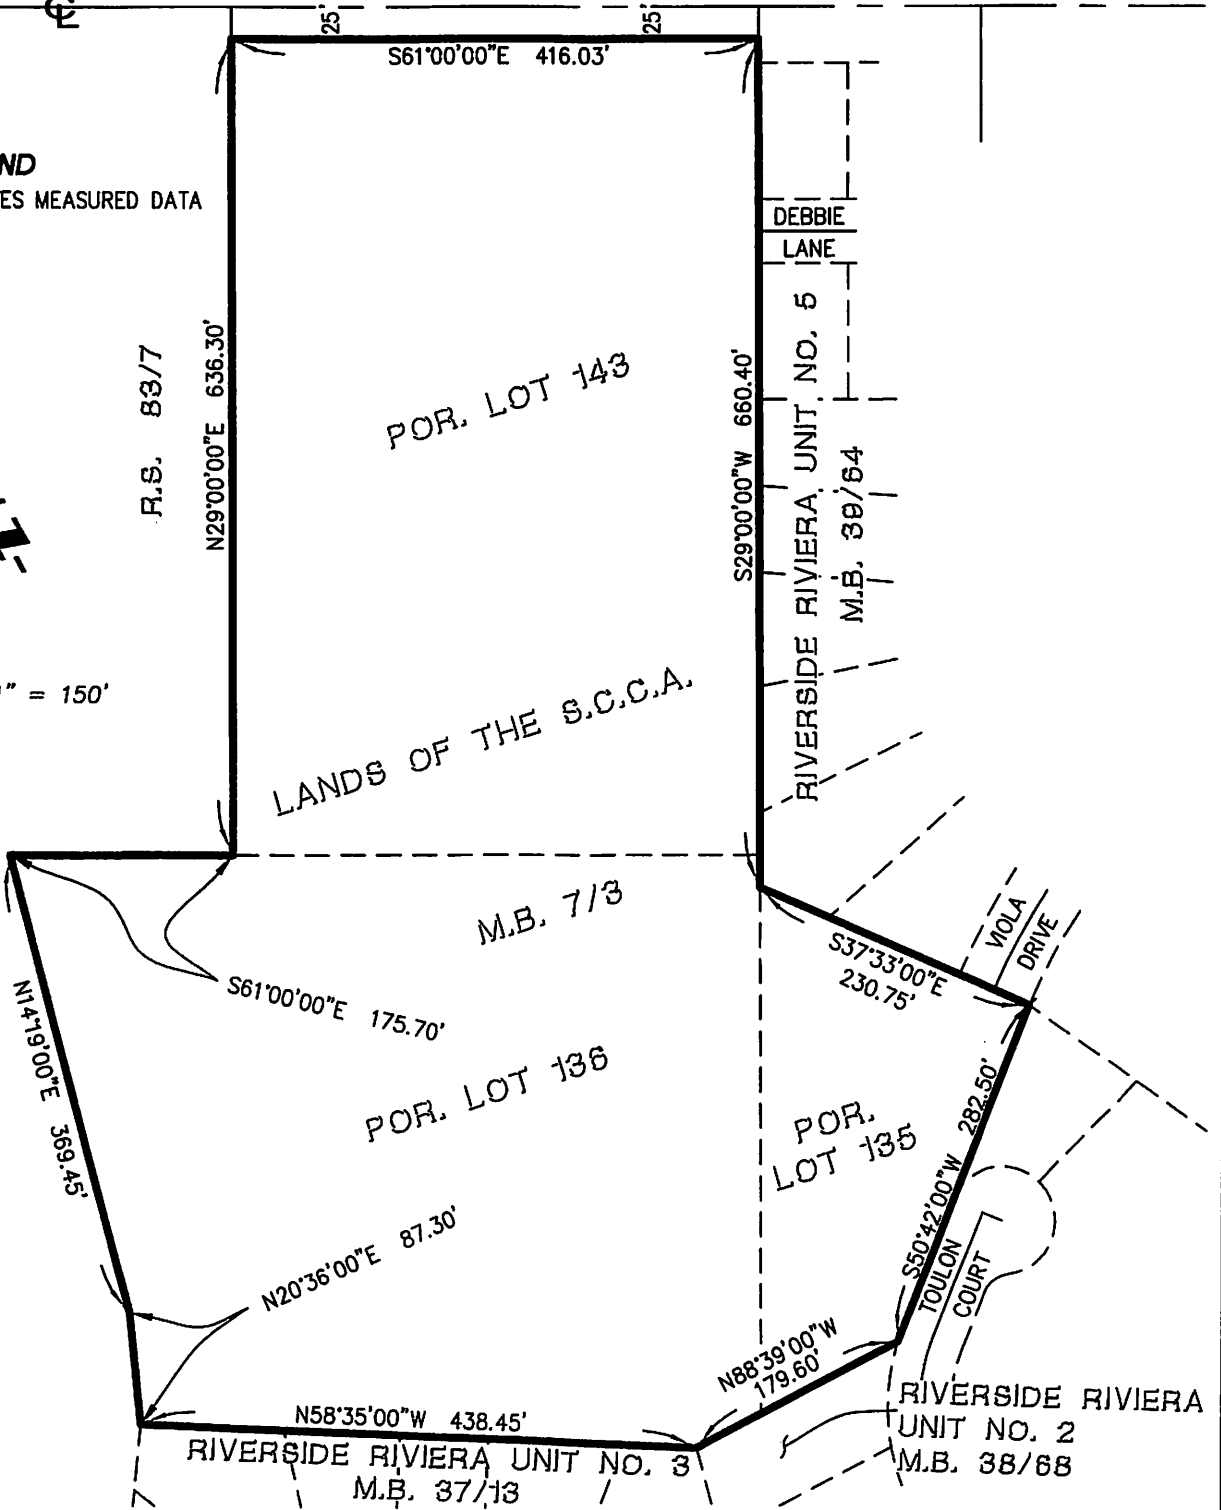 ℄
25
25
S61°00'00"E 416.03'
ND
ES MEASURED DATA
DEBBIE
LANE
R.S. 83/7
N29°00'00"E 636.30'
POR. LOT 143
S29°00'00"W 660.40'
RIVERSIDE RIVIERA UNIT NO. 5
M.B. 39/64
" = 150'
LANDS OF THE S.C.C.A.
M.B. 7/3
VIOLA
DRIVE
S37°33'00"E
230.75'
S61°00'00"E 175.70'
N14°19'00"E 369.45'
POR. LOT 136
POR.
LOT 135
S50°42'00"W 282.50'
N20°36'00"E 87.30'
TOULON
COURT
N88°39'00"W
179.60'
N58°35'00"W 438.45'
RIVERSIDE RIVIERA UNIT NO. 3
M.B. 37/13
RIVERSIDE RIVIERA
UNIT NO. 2
M.B. 38/68